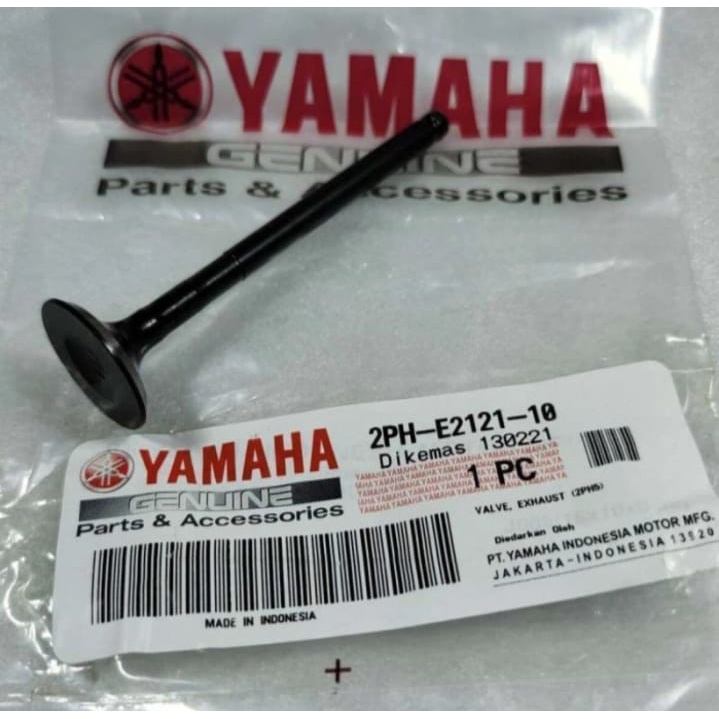 YAMAHA
GENUINE
Parts & Accessories
YAMAHA
GENUINE
Parts & Accessories
MADE IN INDONESIA
2PH-E2121-10
Dikemas 130221
1 PC
VALVE, EXHAUST (2PH5)
Diedarkan Oleh
PT. YAMAHA INDONESIA MOTOR MFG.
JAKARTA-INDONESIA 13920